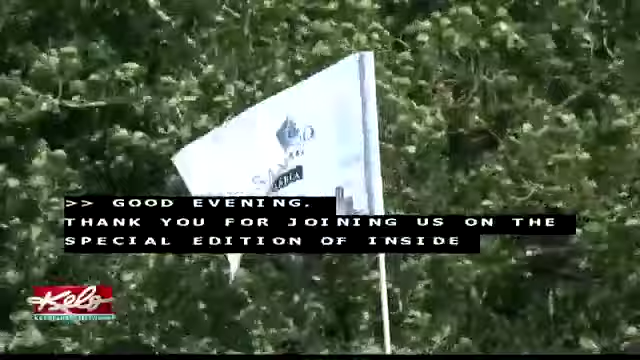 >> GOOD EVENING.
THANK YOU FOR JOINING US ON THE
SPECIAL EDITION OF INSIDE
Kelo